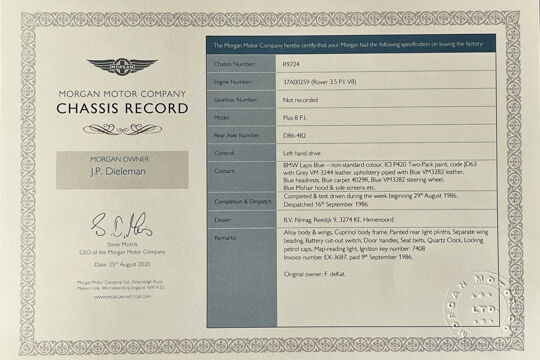 MORGAN
MORGAN MOTOR COMPANY
CHASSIS RECORD
MORGAN OWNER:
J.P. Dieleman
Steve Morris
CEO of the Morgan Motor Company
Date: 25th August 2020
Morgan Motor Company Ltd., Pickersleigh Road,
Malvern Link, Worcestershire, England, WR14 2LL
WWW.MORGAN-MOTOR.COM
The Morgan Motor Company hereby certify that your Morgan had the following specification on leaving the factory:
Chassis Number: R9724
Engine Number: 37A00259 (Rover 3.5 P.I. V8)
Gearbox Number: Not recorded
Model: Plus 8 P.I.
Rear Axle Number: D86-482
Control: Left hand drive
Colours: BMW Lapis Blue – non-standard colour, ICI P420 Two-Pack paint, code JD63
with Grey VM 3244 leather upholstery piped with Blue VM3282 leather,
Blue headrests. Blue carpet 4029R, Blue VM3282 steering wheel,
Blue Mohair hood & side screens etc.
Completion & Despatch: Completed & test driven during the week beginning 29th August 1986.
Despatched 16th September 1986.
Dealer: B.V. Nimag, Reedijk 9, 3274 KE, Heinenoord.
Remarks: Alloy body & wings, Cuprinol body frame, Painted rear light plinths, Separate wing
beading, Battery cut-out switch, Door handles, Seat belts, Quartz Clock, Locking
petrol caps, Map-reading light, Ignition key number: 7408
Invoice number EX-3687, paid 9th September 1986.
Original owner: F. deKat.
MORGAN MOTOR
LTD